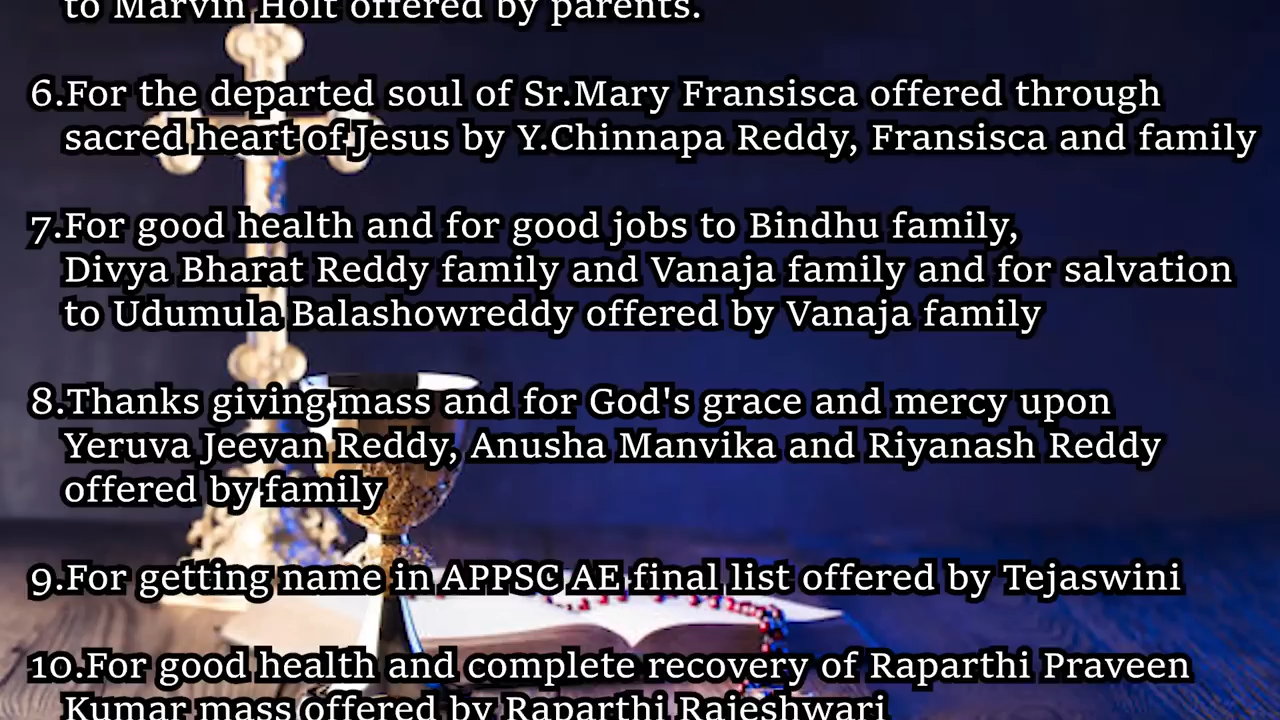 to Marvin Holt offered by parents.
6.For the departed soul of Sr.Mary Fransisca offered through
sacred heart of Jesus by Y.Chinnapa Reddy, Fransisca and family
7.For good health and for good jobs to Bindhu family,
Divya Bharat Reddy family and Vanaja family and for salvation
to Udumula Balashowreddy offered by Vanaja family
8.Thanks giving mass and for God's grace and mercy upon
Yeruva Jeevan Reddy, Anusha Manvika and Riyanash Reddy
offered by family
9.For getting name in APPSC AE final list offered by Tejaswini
10.For good health and complete recovery of Raparthi Praveen
Kumar mass offered by Raparthi Rajeshwari